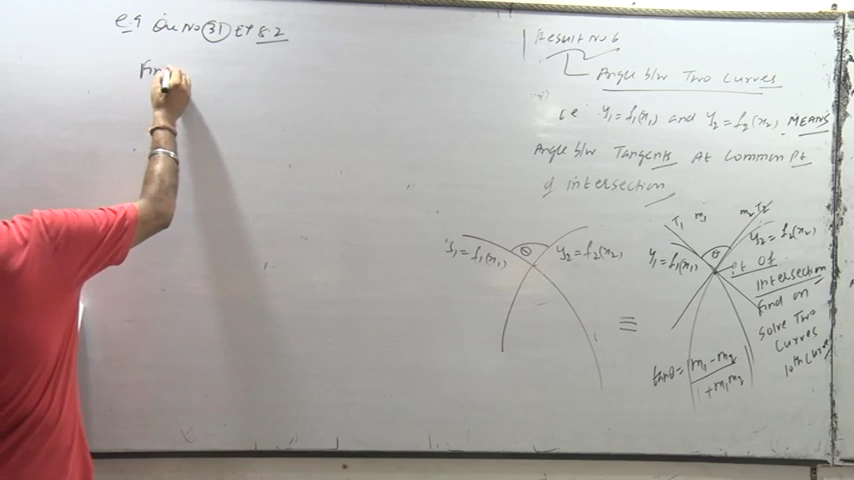 e.g Que No 31 Ex 8.2
Fin
Result No 6
Angle b/w Two Curves
i.e y₁ = f₁(x₁) and y₂ = f₂(x₂) MEANS
Angle b/w Tangents At Common Pt
of intersection
y₁ = f₁(x₁) θ y₂ = f₂(x₂)
≡
T₁ m₁ m₂ T₂
y₁ = f₁(x₁) θ y₂ = f₂(x₂)
Pt Of
intersection
find on
solve Two
Curves
tanθ = |m₁ - m₂
+ m₁m₂|